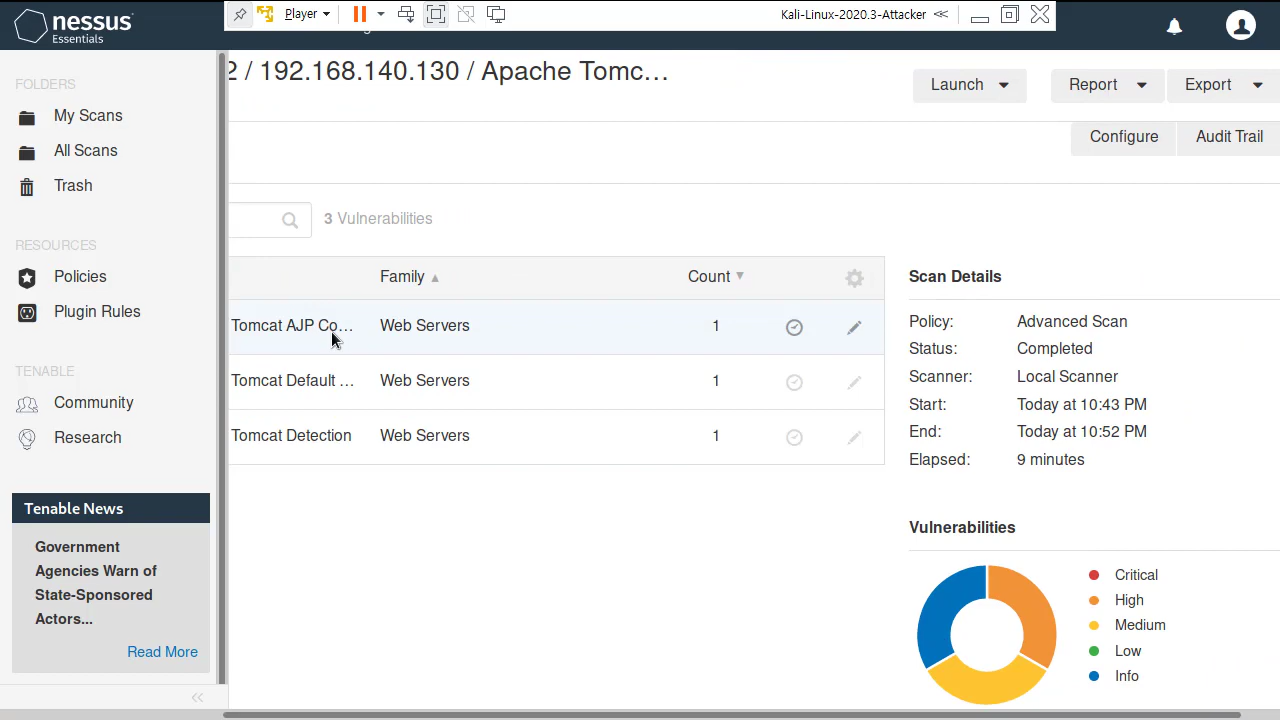 nessus
Essentials
Player
Kali-Linux-2020.3-Attacker
FOLDERS
My Scans
All Scans
Trash
RESOURCES
Policies
Plugin Rules
TENABLE
Community
Research
Tenable News
Government
Agencies Warn of
State-Sponsored
Actors...
Read More
2 / 192.168.140.130 / Apache Tomc...
Launch
Report
Export
Configure
Audit Trail
3 Vulnerabilities
Family Count
Tomcat AJP Co... Web Servers 1
Tomcat Default ... Web Servers 1
Tomcat Detection Web Servers 1
Scan Details
Policy: Advanced Scan
Status: Completed
Scanner: Local Scanner
Start: Today at 10:43 PM
End: Today at 10:52 PM
Elapsed: 9 minutes
Vulnerabilities
Critical
High
Medium
Low
Info